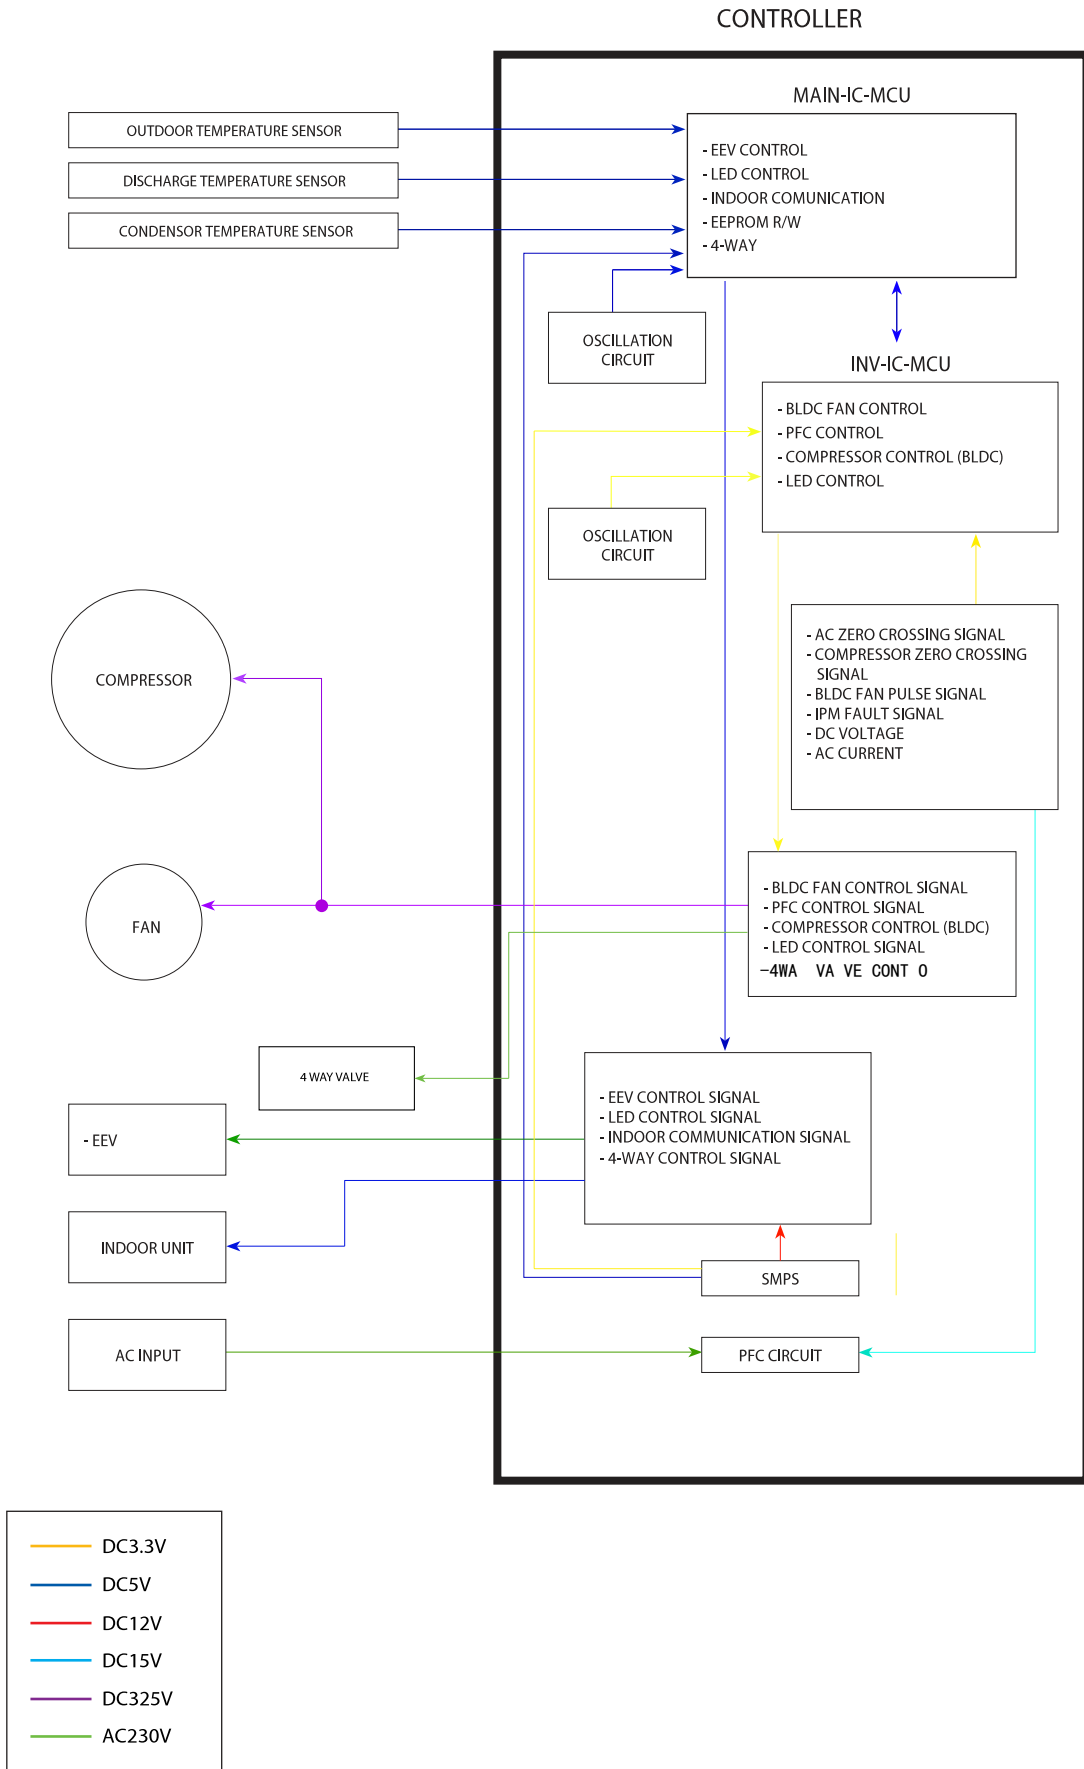 CONTROLLER
MAIN-IC-MCU
OUTDOOR TEMPERATURE SENSOR
DISCHARGE TEMPERATURE SENSOR
CONDENSOR TEMPERATURE SENSOR
- EEV CONTROL
- LED CONTROL
- INDOOR COMUNICATION
- EEPROM R/W
- 4-WAY
OSCILLATION
CIRCUIT
INV-IC-MCU
- BLDC FAN CONTROL
- PFC CONTROL
- COMPRESSOR CONTROL (BLDC)
- LED CONTROL
OSCILLATION
CIRCUIT
- AC ZERO CROSSING SIGNAL
- COMPRESSOR ZERO CROSSING
SIGNAL
- BLDC FAN PULSE SIGNAL
- IPM FAULT SIGNAL
- DC VOLTAGE
- AC CURRENT
COMPRESSOR
FAN
- BLDC FAN CONTROL SIGNAL
- PFC CONTROL SIGNAL
- COMPRESSOR CONTROL (BLDC)
- LED CONTROL SIGNAL
-4WA VA VE CONT O
4 WAY VALVE
- EEV
INDOOR UNIT
AC INPUT
- EEV CONTROL SIGNAL
- LED CONTROL SIGNAL
- INDOOR COMMUNICATION SIGNAL
- 4-WAY CONTROL SIGNAL
SMPS
PFC CIRCUIT
DC3.3V
DC5V
DC12V
DC15V
DC325V
AC230V